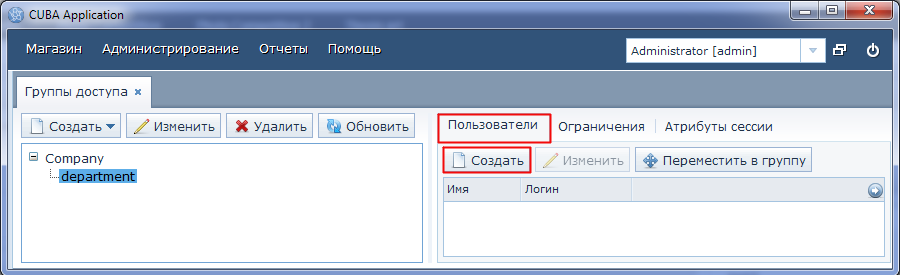 CUBA Application
Магазин Администрирование Отчеты Помощь
Administrator [admin]
Группы доступа
Создать Изменить Удалить Обновить
Company
department
Пользователи Ограничения Атрибуты сессии
Создать Изменить Переместить в группу
Имя Логин